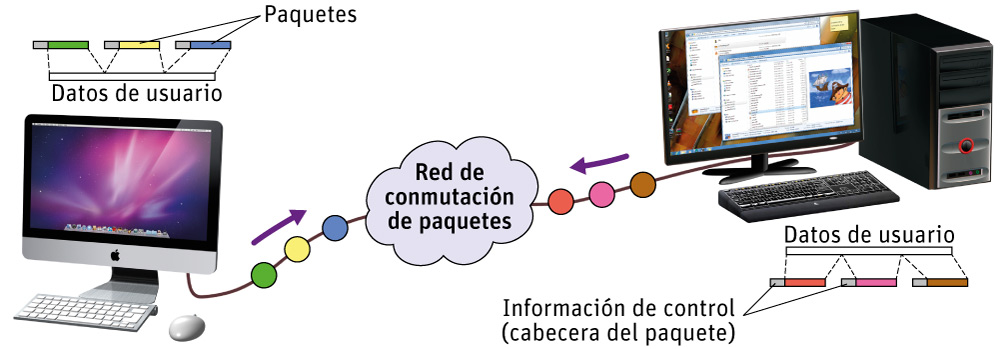 Paquetes
Datos de usuario
Red de
conmutación
de paquetes
Datos de usuario
Información de control
(cabecera del paquete)